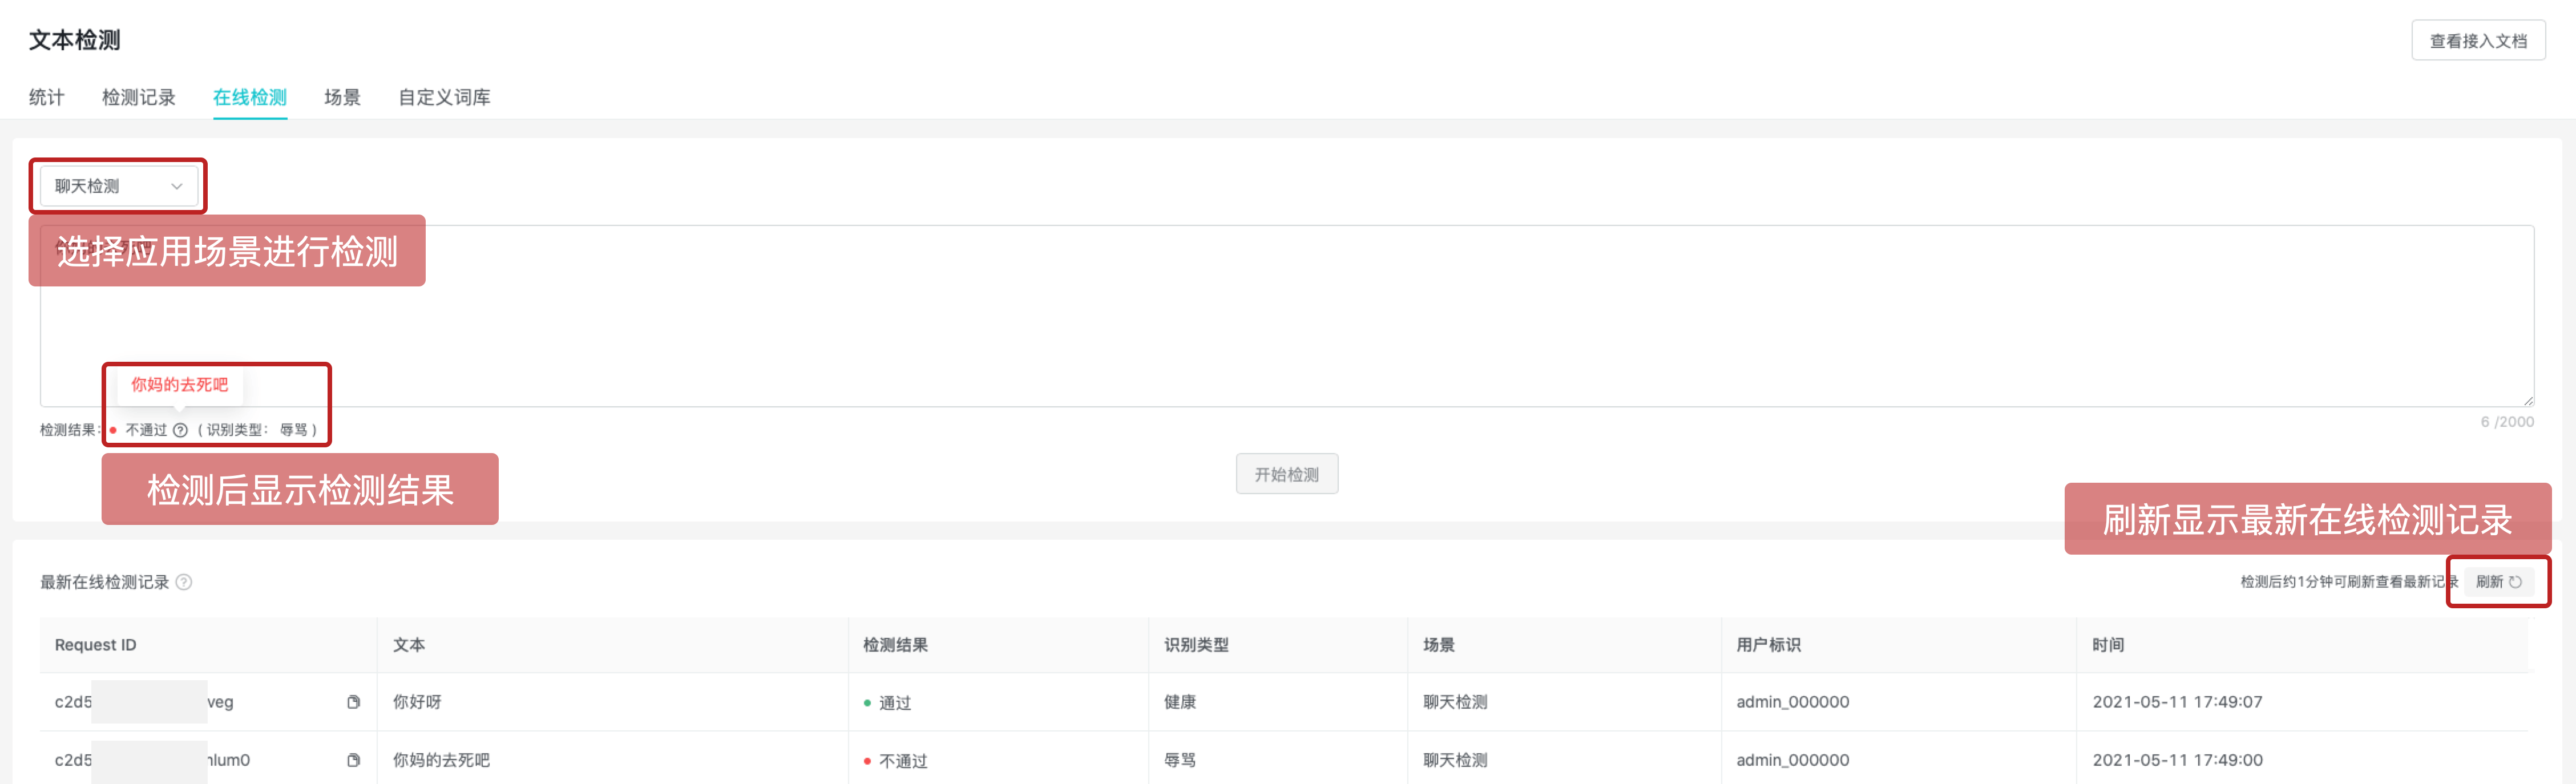 文本检测
查看接入文档
统计 检测记录 在线检测 场景 自定义词库
聊天检测
选择应用场景进行检测
你妈的去死吧
检测结果: 不通过 (识别类型: 辱骂)
6 /2000
检测后显示检测结果
开始检测
刷新显示最新在线检测记录
最新在线检测记录
检测后约1分钟可刷新查看最新记录 刷新
Request ID 文本 检测结果 识别类型 场景 用户标识 时间
c2d5 veg 你好呀 通过 健康 聊天检测 admin_000000 2021-05-11 17:49:07
c2d5 lum0 你妈的去死吧 不通过 辱骂 聊天检测 admin_000000 2021-05-11 17:49:00